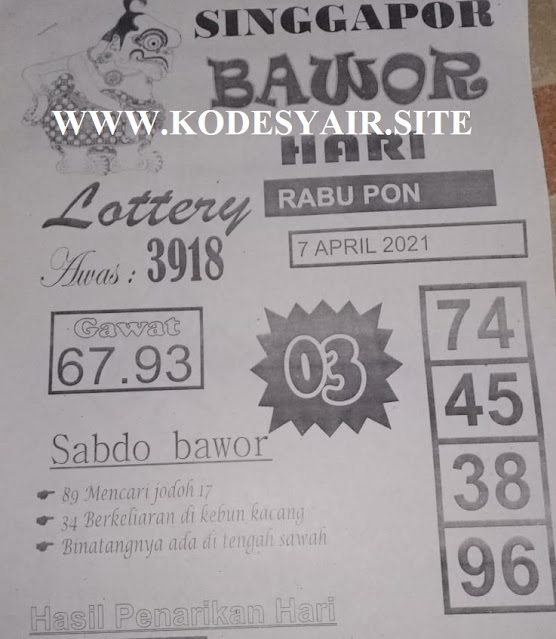 SINGGAPOR
BAWOR
WWW.KODESYAIR.SITE
HARI
Lottery
RABU PON
7 APRIL 2021
Awas : 3918
Gawat
67.93
03
74
45
38
96
Sabdo bawor
☛ 89 Mencari jodoh 17
☛ 34 Berkeliaran di kebun kacang
☛ Binatangnya ada di tengah sawah
Hasil Penarikan Hari